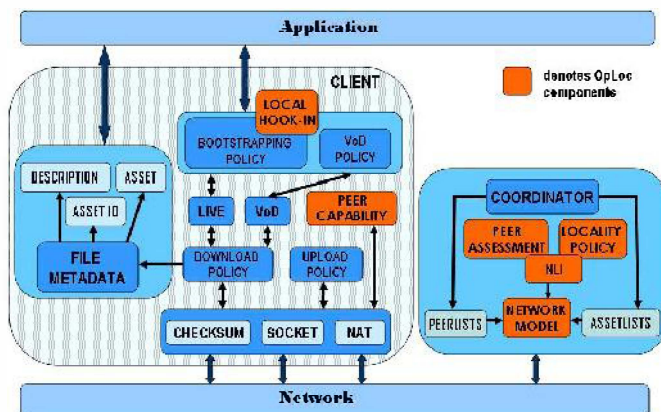 Application
CLIENT
denotes OpLoc
components
LOCAL
HOOK-IN
BOOTSTRAPPING
POLICY
VoD
POLICY
DESCRIPTION
ASSET
ASSET ID
FILE
METADATA
LIVE
VoD
PEER
CAPABILITY
DOWNLOAD
POLICY
UPLOAD
POLICY
CHECKSUM
SOCKET
NAT
COORDINATOR
PEER
ASSESSMENT
LOCALITY
POLICY
NLI
PEERLISTS
NETWORK
MODEL
ASSETLISTS
Network